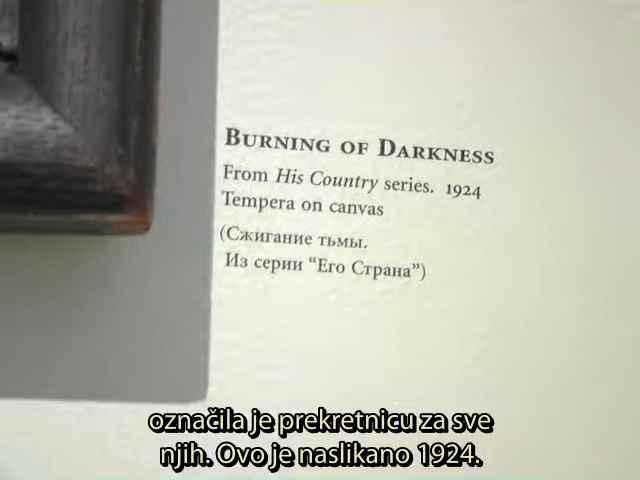 BURNING OF DARKNESS
From His Country series. 1924
Tempera on canvas
(Сжигание тьмы.
Из серии “Его Страна”)
označila je prekretnicu za sve
njih. Ovo je naslikano 1924.